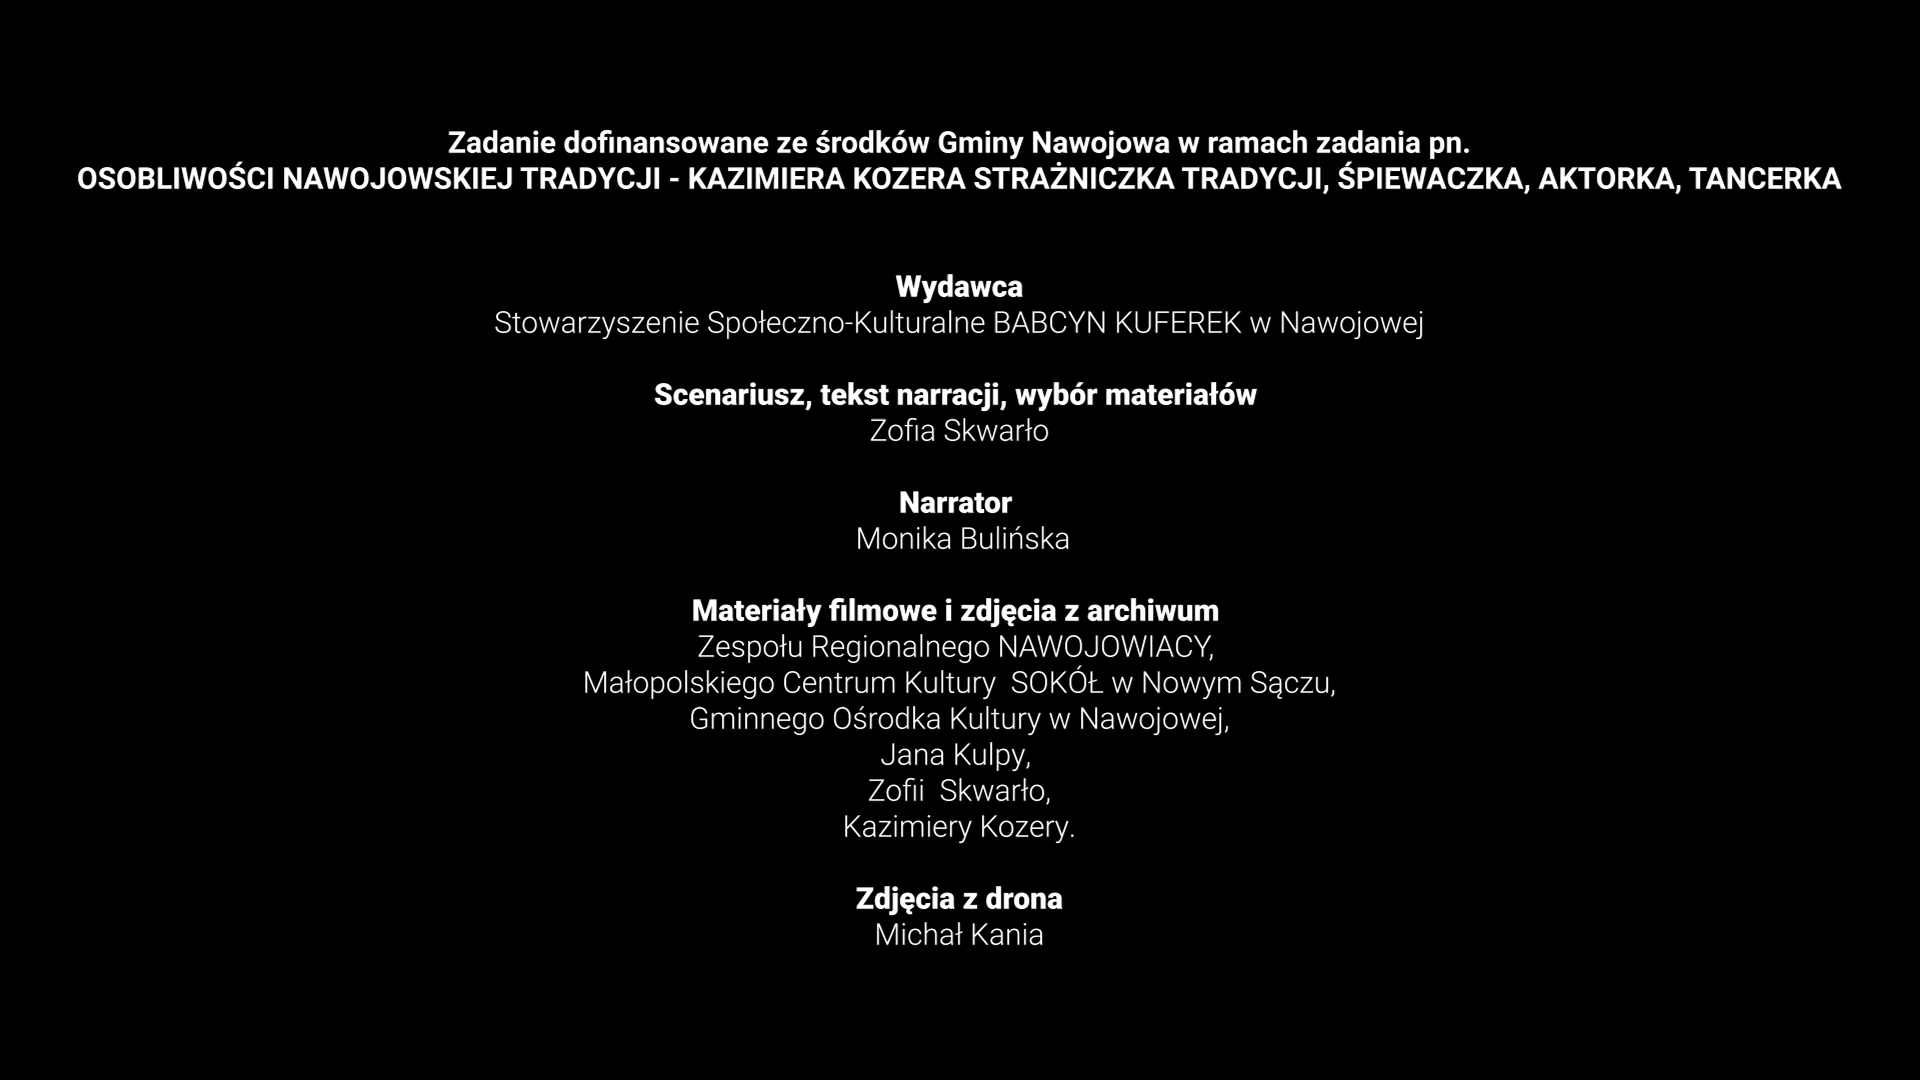 Zadanie dofinansowane ze środków Gminy Nawojowa w ramach zadania pn.
OSOBLIWOŚCI NAWOJOWSKIEJ TRADYCJI - KAZIMIERA KOZERA STRAŻNICZKA TRADYCJI, ŚPIEWACZKA, AKTORKA, TANCERKA
Wydawca
Stowarzyszenie Społeczno-Kulturalne BABCYN KUFEREK w Nawojowej
Scenariusz, tekst narracji, wybór materiałów
Zofia Skwarło
Narrator
Monika Bulińska
Materiały filmowe i zdjęcia z archiwum
Zespołu Regionalnego NAWOJOWIACY,
Małopolskiego Centrum Kultury  SOKÓŁ w Nowym Sączu,
Gminnego Ośrodka Kultury w Nawojowej,
Jana Kulpy,
Zofii  Skwarło,
Kazimiery Kozery.
Zdjęcia z drona
Michał Kania